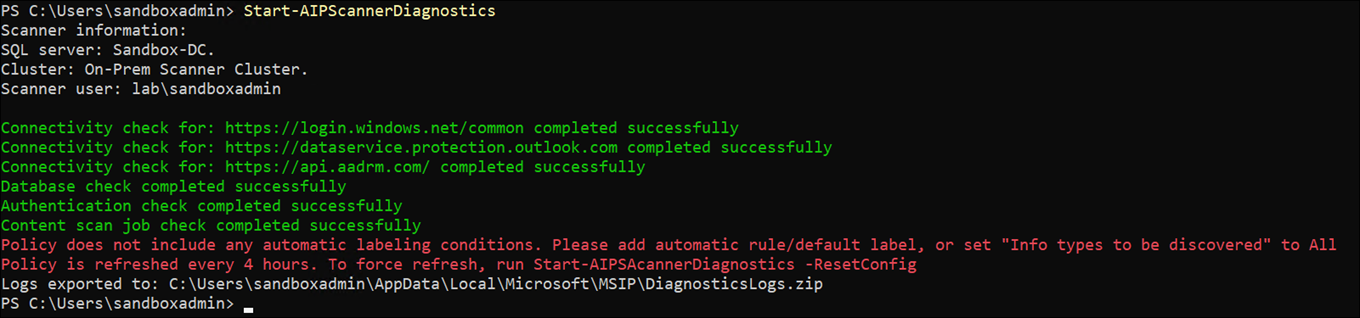 PS C:\Users\sandboxadmin> Start-AIPScannerDiagnostics
Scanner information:
SQL server: Sandbox-DC.
Cluster: On-Prem Scanner Cluster.
Scanner user: lab\sandboxadmin
Connectivity check for: https://login.windows.net/common completed successfully
Connectivity check for: https://dataservice.protection.outlook.com completed successfully
Connectivity check for: https://api.aadrm.com/ completed successfully
Database check completed successfully
Authentication check completed successfully
Content scan job check completed successfully
Policy does not include any automatic labeling conditions. Please add automatic rule/default label, or set "Info types to be discovered" to All
Policy is refreshed every 4 hours. To force refresh, run Start-AIPSAcannerDiagnostics -ResetConfig
Logs exported to: C:\Users\sandboxadmin\AppData\Local\Microsoft\MSIP\DiagnosticsLogs.zip
PS C:\Users\sandboxadmin>